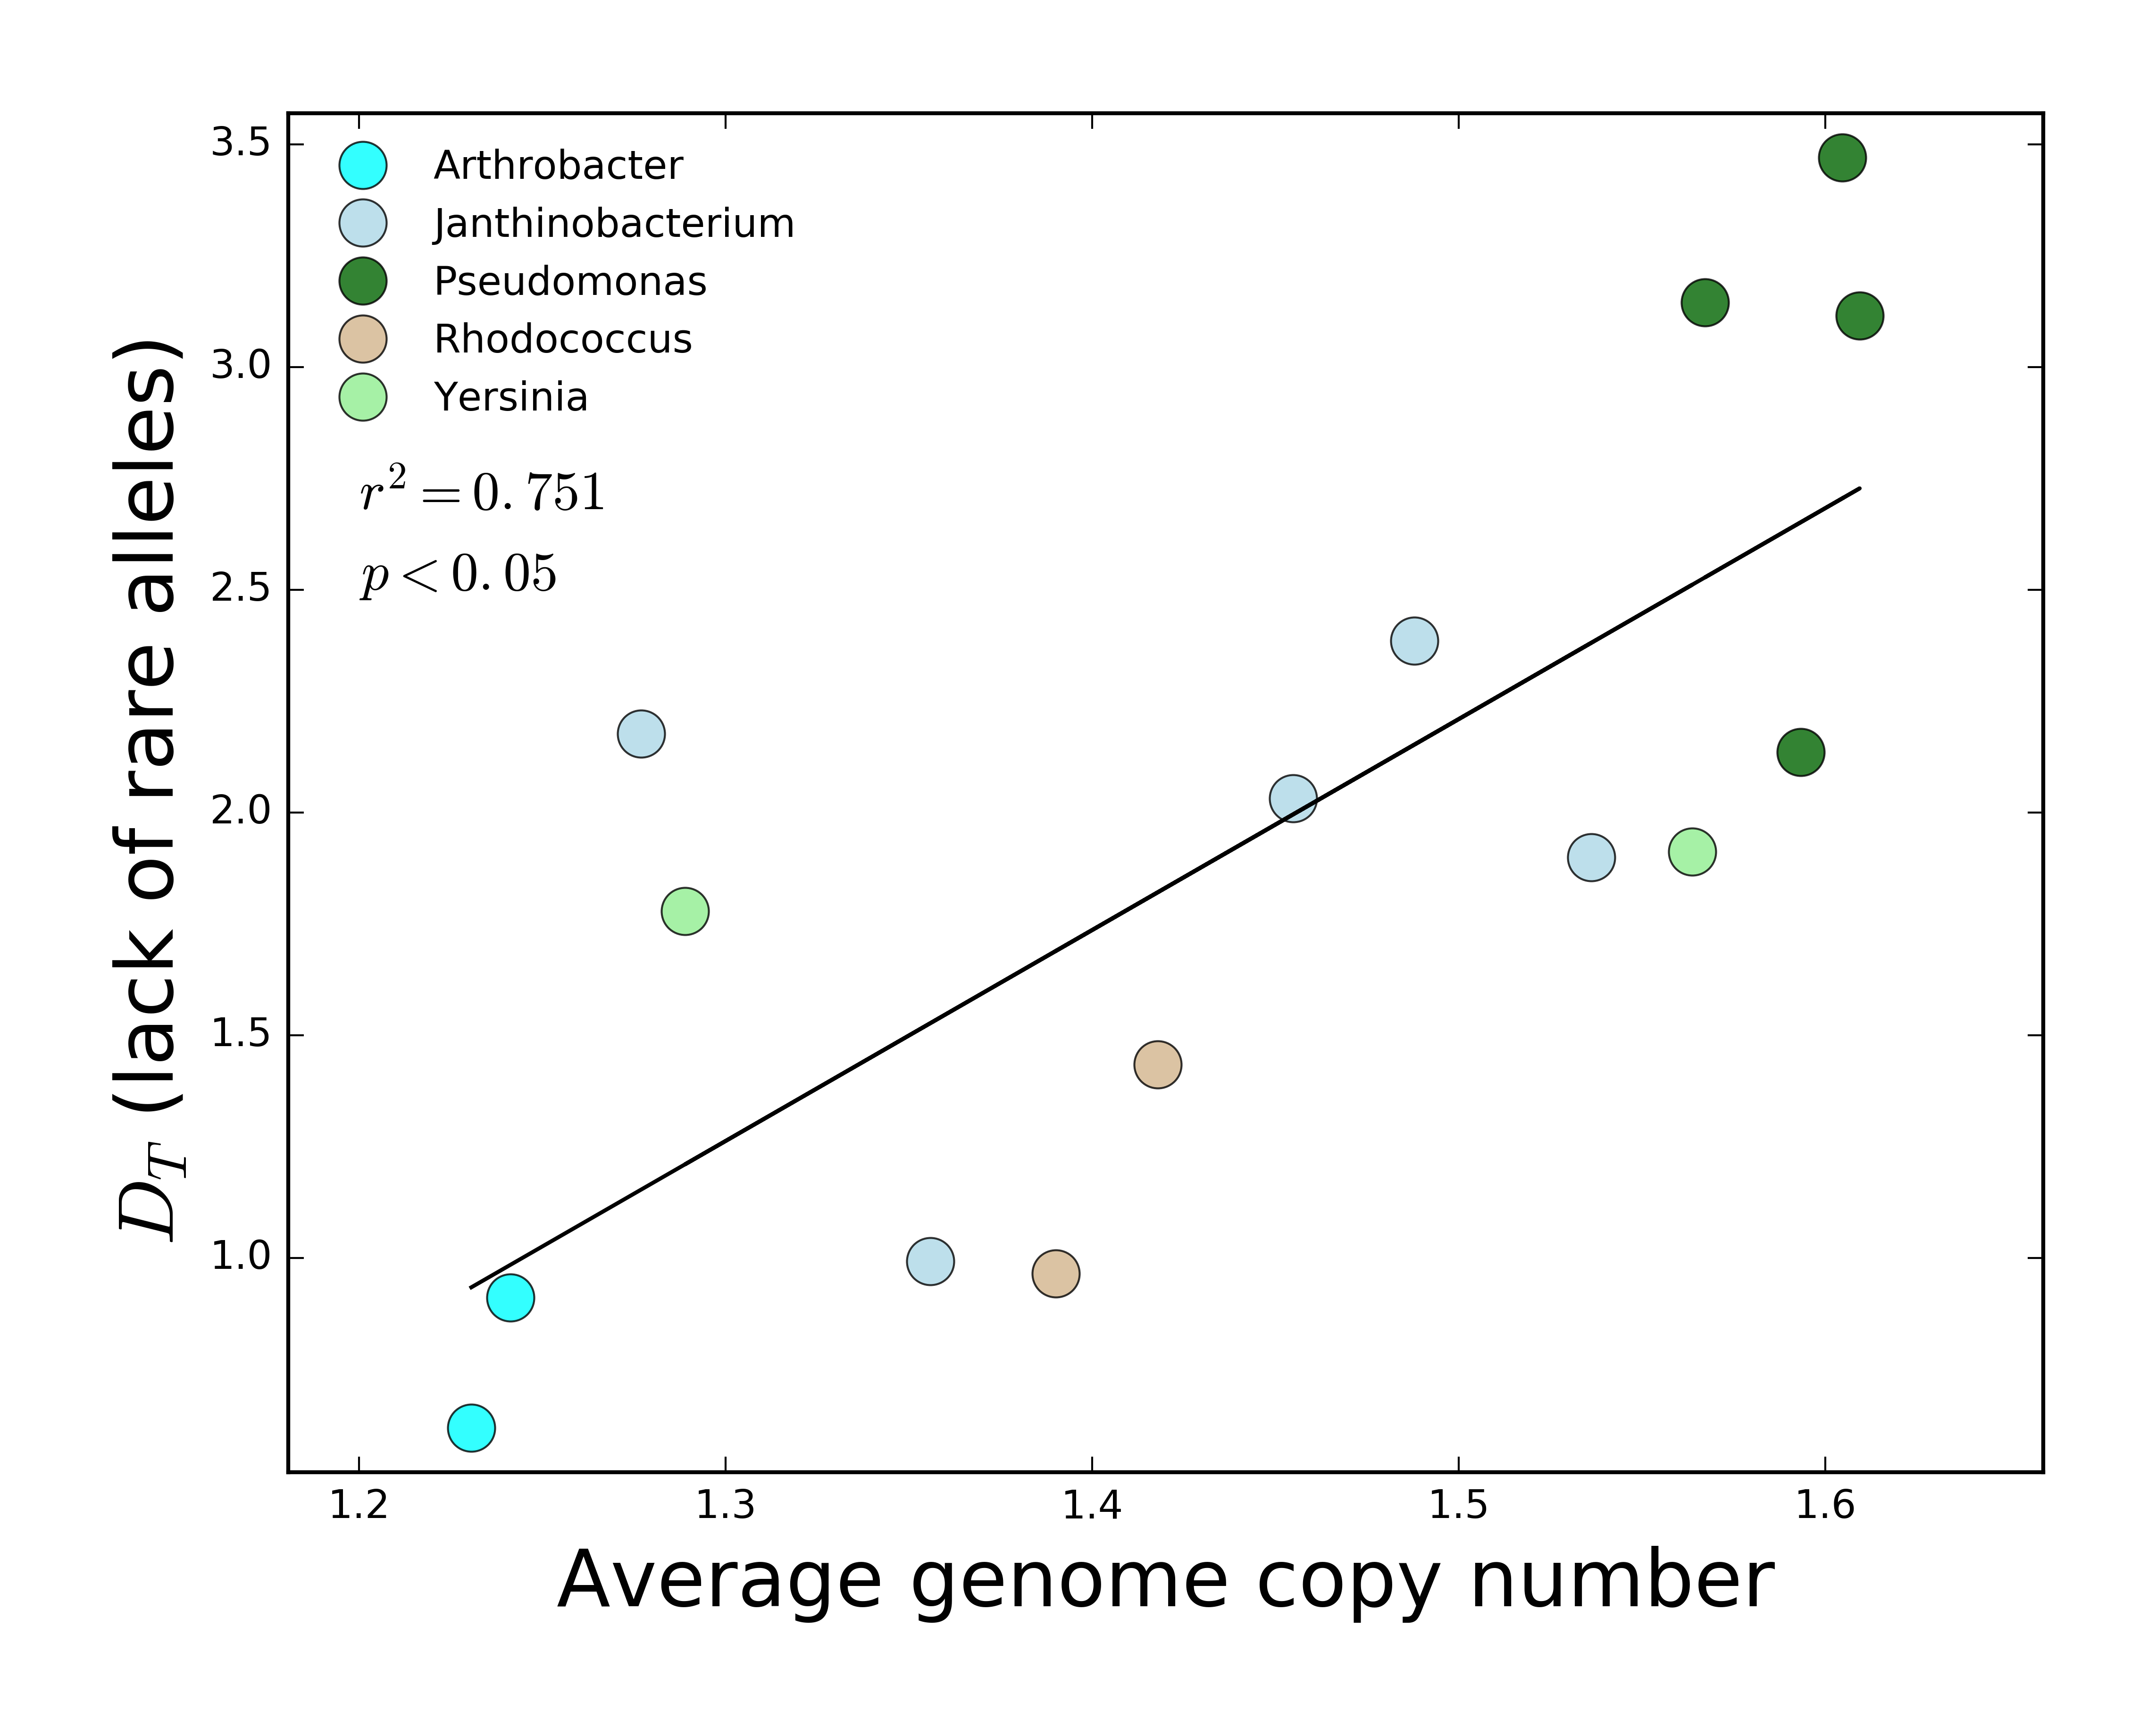 Arthrobacter
Janthinobacterium
Pseudomonas
Rhodococcus
Yersinia
r² = 0.751
p < 0.05
3.5
3.0
2.5
2.0
1.5
1.0
D_T (lack of rare alleles)
1.2 1.3 1.4 1.5 1.6
Average genome copy number